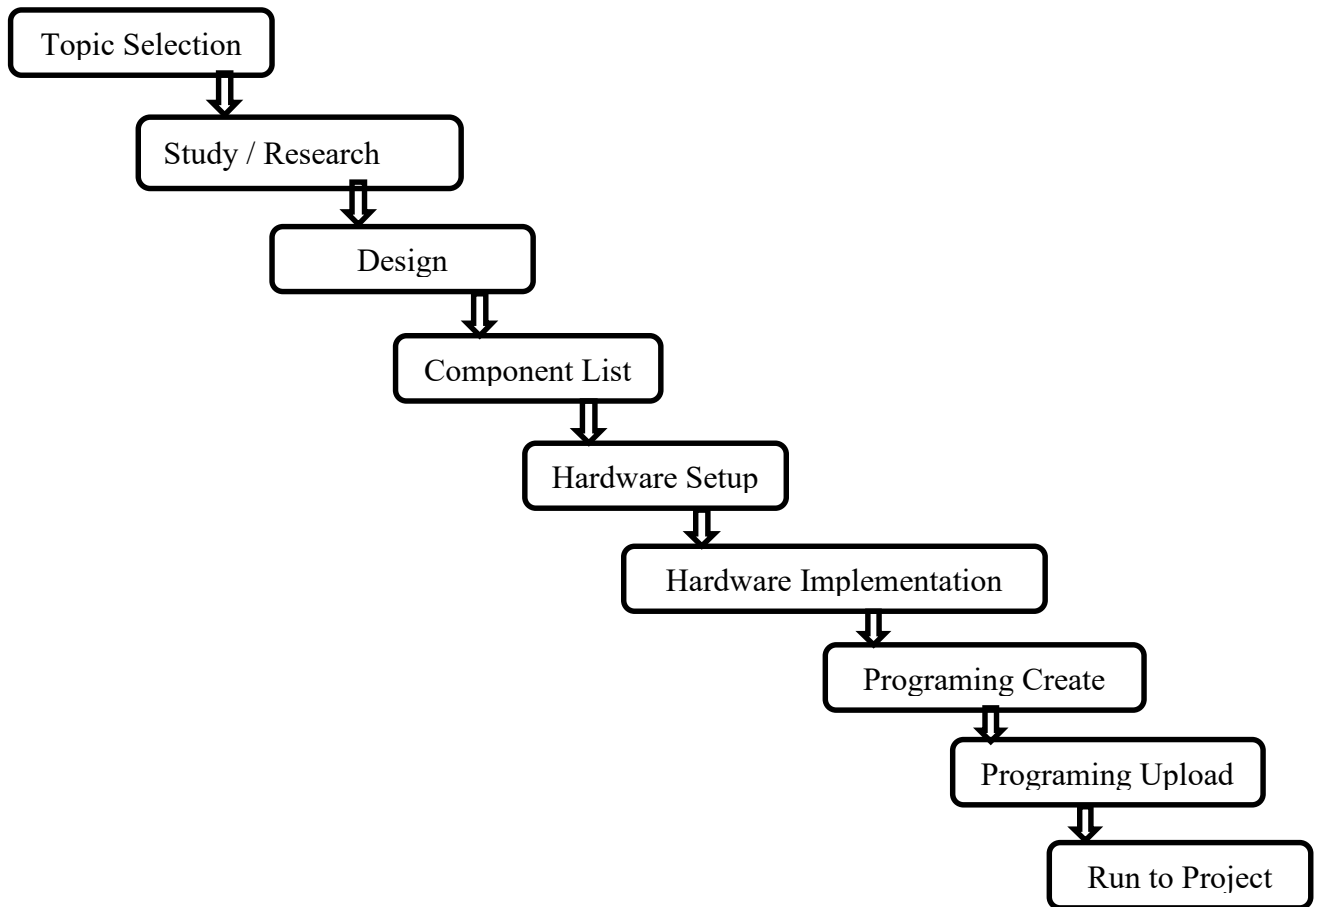 Topic Selection
Study / Research
Design
Component List
Hardware Setup
Hardware Implementation
Programing Create
Programing Upload
Run to Project